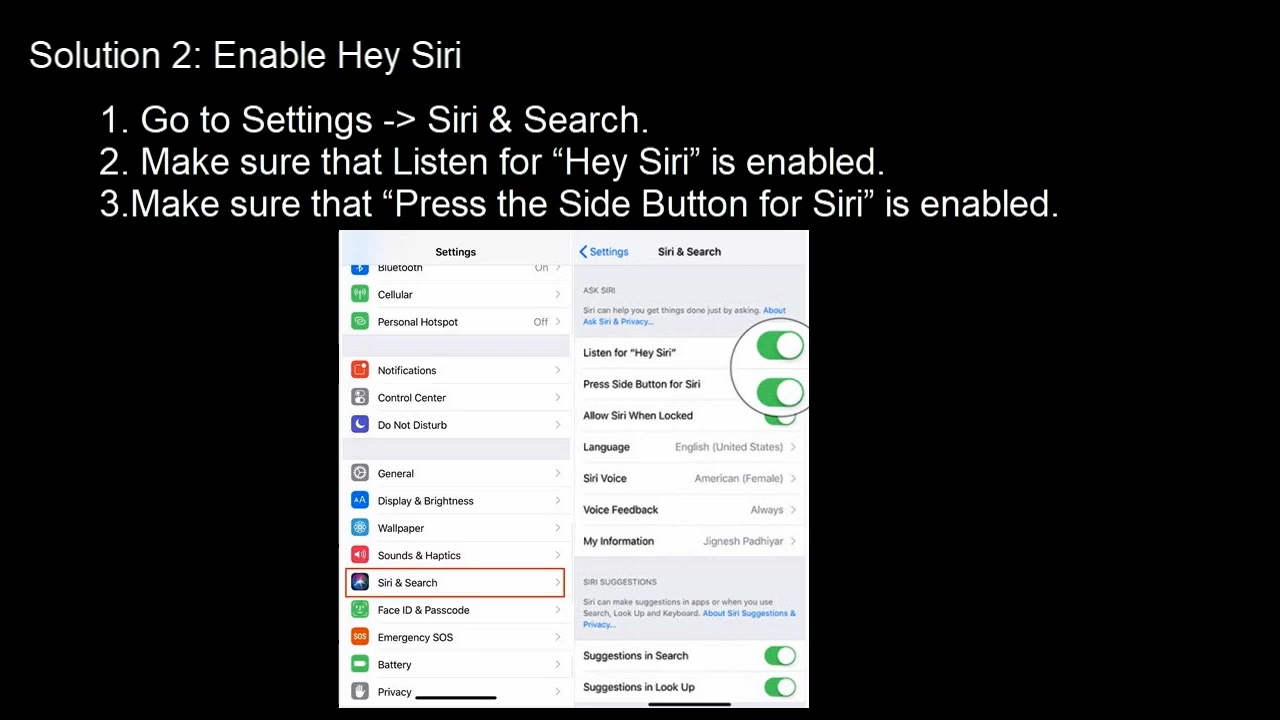 Solution 2: Enable Hey Siri
1. Go to Settings -> Siri & Search.
2. Make sure that Listen for “Hey Siri” is enabled.
3.Make sure that “Press the Side Button for Siri” is enabled.
Settings
Bluetooth On
Cellular
Personal Hotspot Off
Notifications
Control Center
Do Not Disturb
General
AA Display & Brightness
Wallpaper
Sounds & Haptics
Siri & Search
Face ID & Passcode
SOS Emergency SOS
Battery
Privacy
Settings Siri & Search
ASK SIRI
Siri can help you get things done just by asking. About
Ask Siri & Privacy...
Listen for “Hey Siri”
Press Side Button for Siri
Allow Siri When Locked
Language English (United States)
Siri Voice American (Female)
Voice Feedback Always
My Information Jignesh Padhiyar
SIRI SUGGESTIONS
Siri can make suggestions in apps or when you use
Search, Look Up and Keyboard. About Siri Suggestions &
Privacy...
Suggestions in Search
Suggestions in Look Up